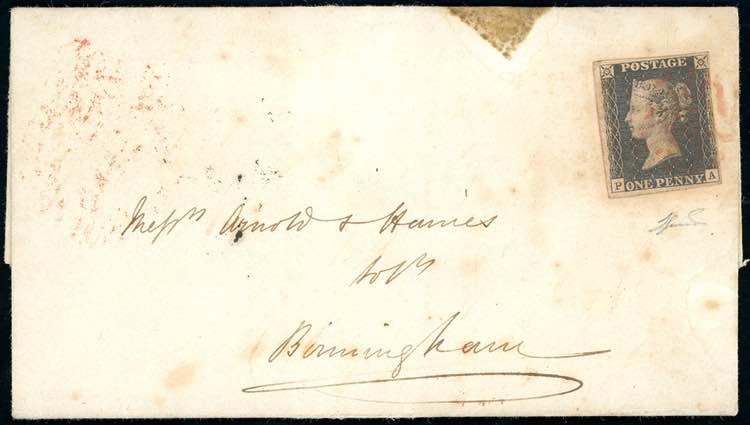 POSTAGE
P ONE PENNY A
Messrs Arnold & Haines
Solrs
Birmingham